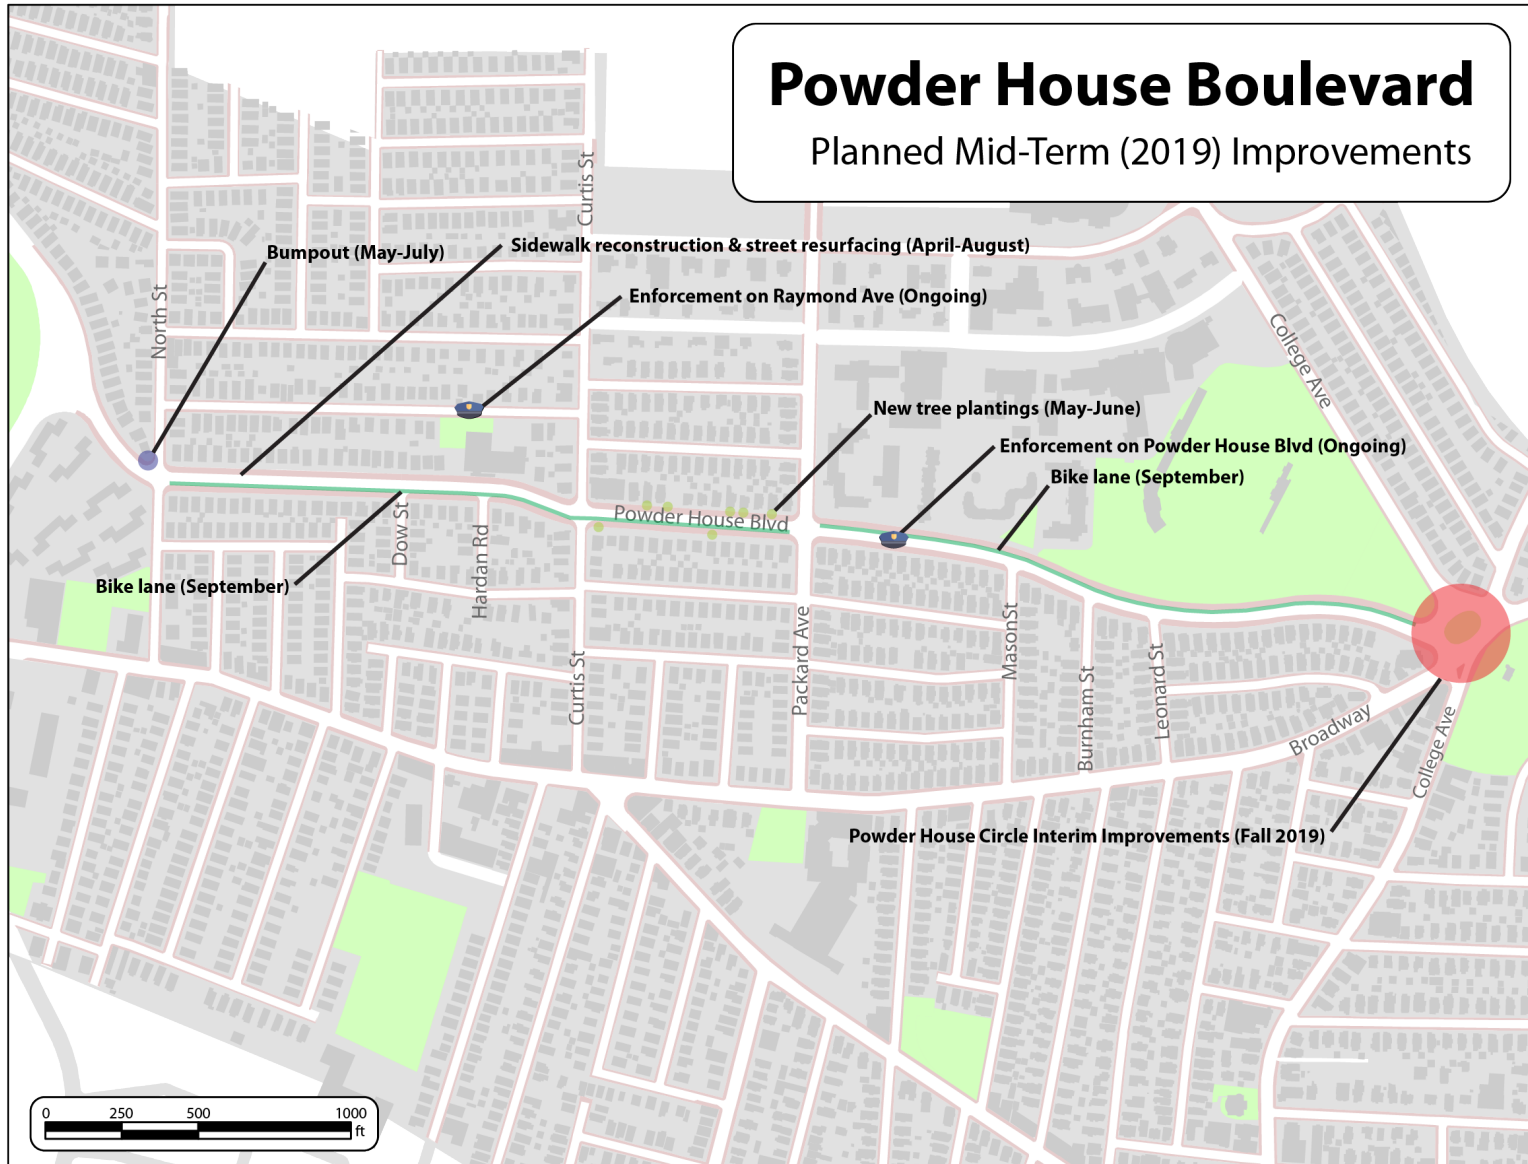 Powder House Boulevard
Planned Mid-Term (2019) Improvements
Curtis St
Bumpout (May-July)
Sidewalk reconstruction & street resurfacing (April-August)
Enforcement on Raymond Ave (Ongoing)
North St
College Ave
New tree plantings (May-June)
Enforcement on Powder House Blvd (Ongoing)
Bike lane (September)
Powder House Blvd
Dow St
Hardan Rd
Bike lane (September)
Curtis St
Packard Ave
MasonSt
Burnham St
Leonard St
Broadway
College Ave
Powder House Circle Interim Improvements (Fall 2019)
0 250 500 1000
ft